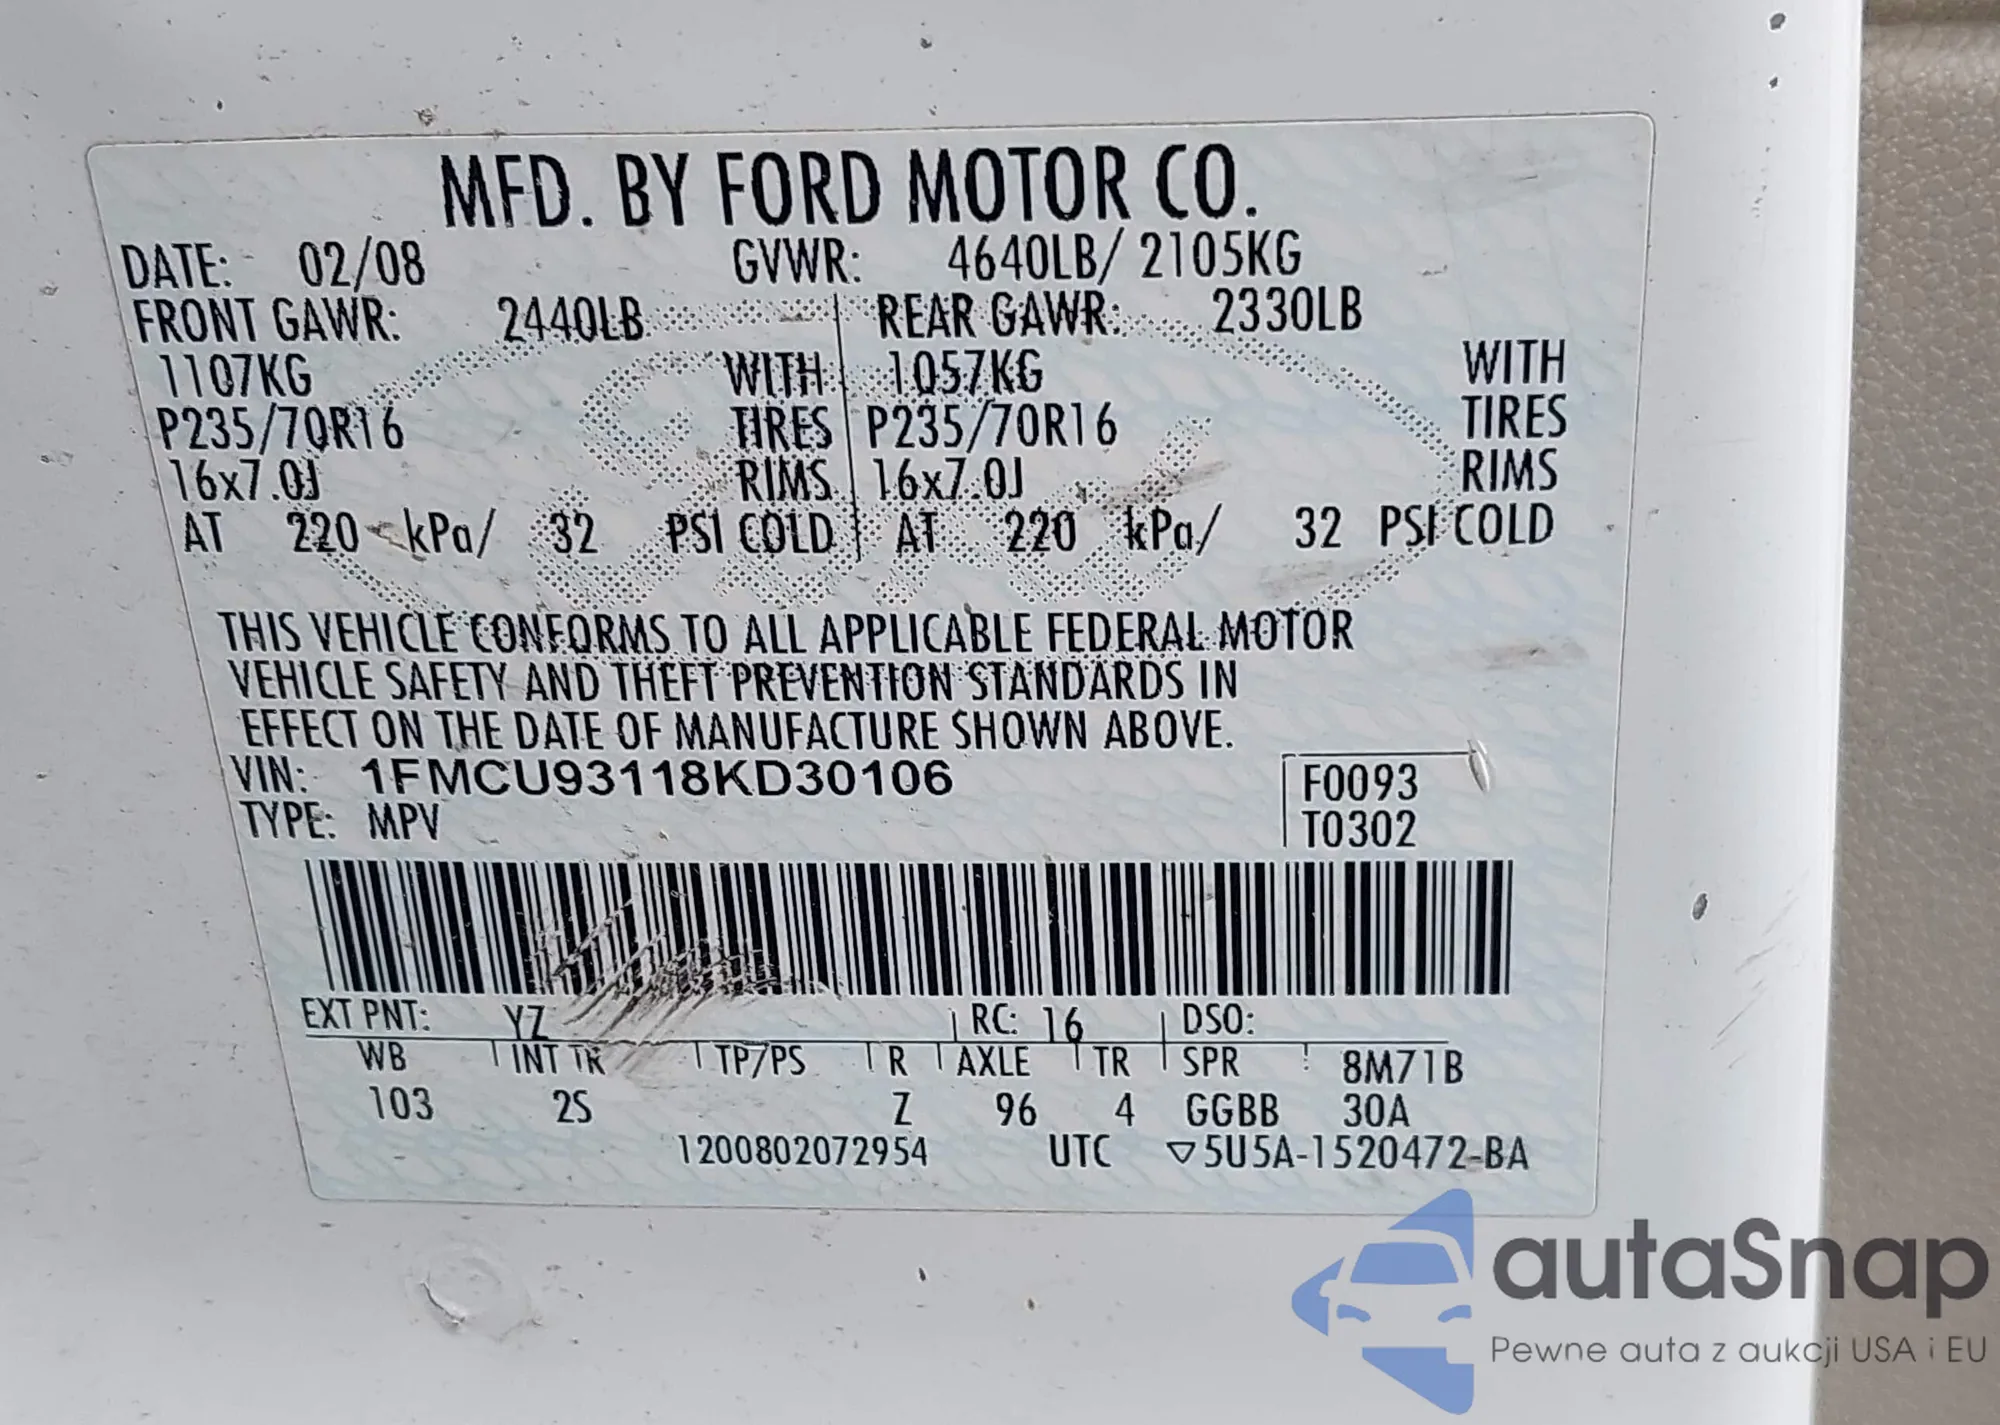 MFD. BY FORD MOTOR CO.
DATE: 02/08 GVWR: 4640LB/ 2105KG
FRONT GAWR: 2440LB REAR GAWR: 2330LB
1107KG WITH 1057KG WITH
P235/70R16 TIRES P235/70R16 TIRES
16x7.0J RIMS 16x7.0J RIMS
AT 220 kPa/ 32 PSI COLD AT 220 kPa/ 32 PSI COLD
THIS VEHICLE CONFORMS TO ALL APPLICABLE FEDERAL MOTOR
VEHICLE SAFETY AND THEFT PREVENTION STANDARDS IN
EFFECT ON THE DATE OF MANUFACTURE SHOWN ABOVE.
VIN: 1FMCU93118KD30106 F0093
TYPE: MPV T0302
EXT PNT: YZ RC: 16 DSO:
WB INT TR TP/PS R AXLE TR SPR 8M71B
103 2S Z 96 4 GGBB 30A
1200802072954 UTC ▽5U5A-1520472-BA
autaSnap
Pewne auta z aukcji USA i EU